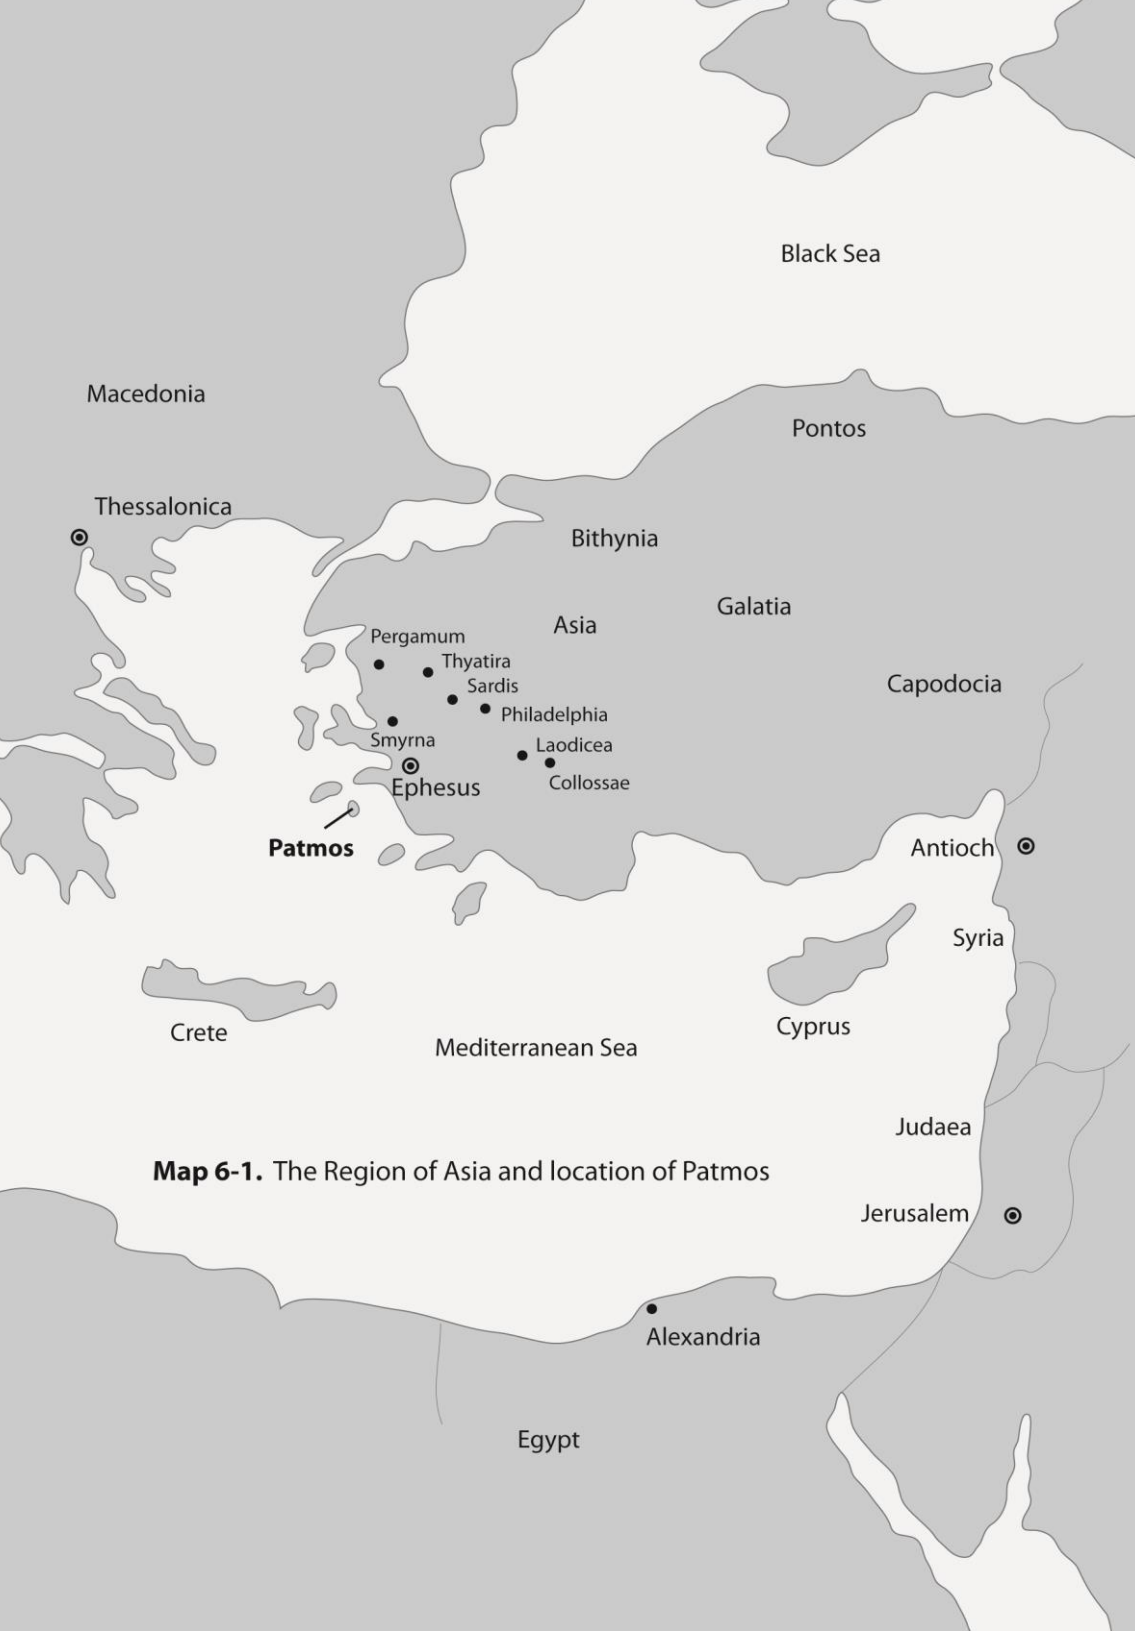 Black Sea
Macedonia
Pontos
Thessalonica
Bithynia
Galatia
Asia
Pergamum
Thyatira
Sardis
Capodocia
Philadelphia
Smyrna
Laodicea
Collossae
Ephesus
Patmos
Antioch
Syria
Crete
Cyprus
Mediterranean Sea
Judaea
Map 6-1. The Region of Asia and location of Patmos
Jerusalem
Alexandria
Egypt